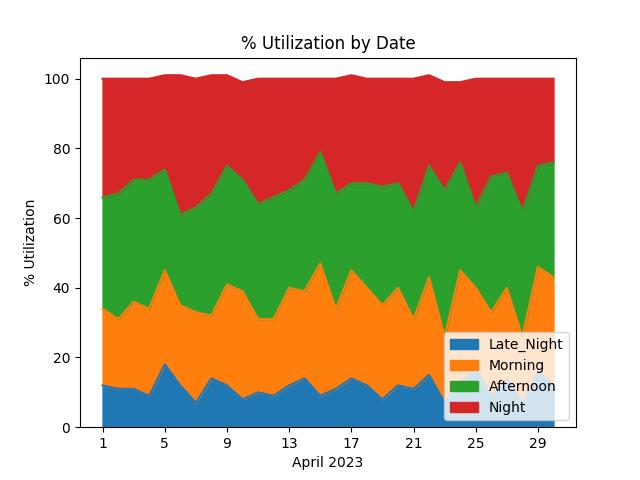 % Utilization by Date
% Utilization
100
80
60
40
20
0
Late_Night
Morning
Afternoon
Night
1 5 9 13 17 21 25 29
April 2023